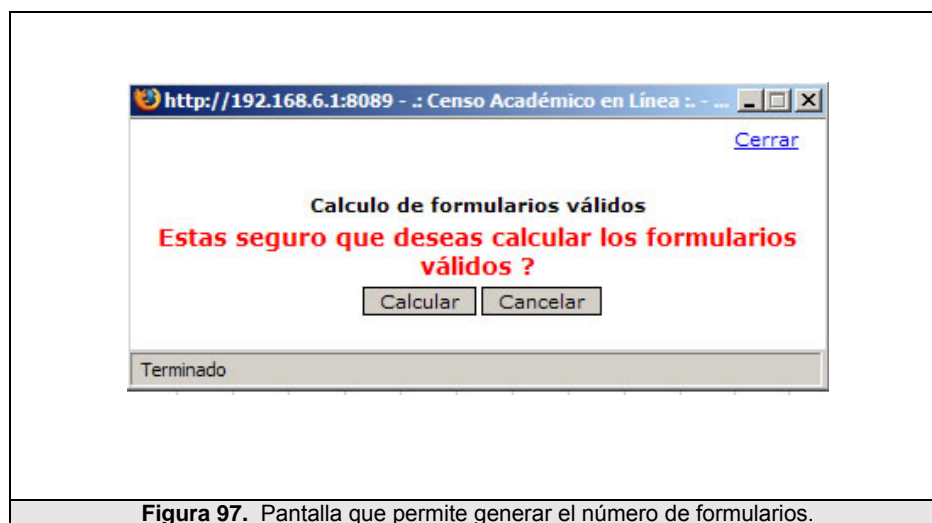 http://192.168.6.1:8089 - .: Censo Académico en Línea :. - ...
Cerrar
Calculo de formularios válidos
Estas seguro que deseas calcular los formularios
válidos ?
Calcular Cancelar
Terminado
Figura 97. Pantalla que permite generar el número de formularios.